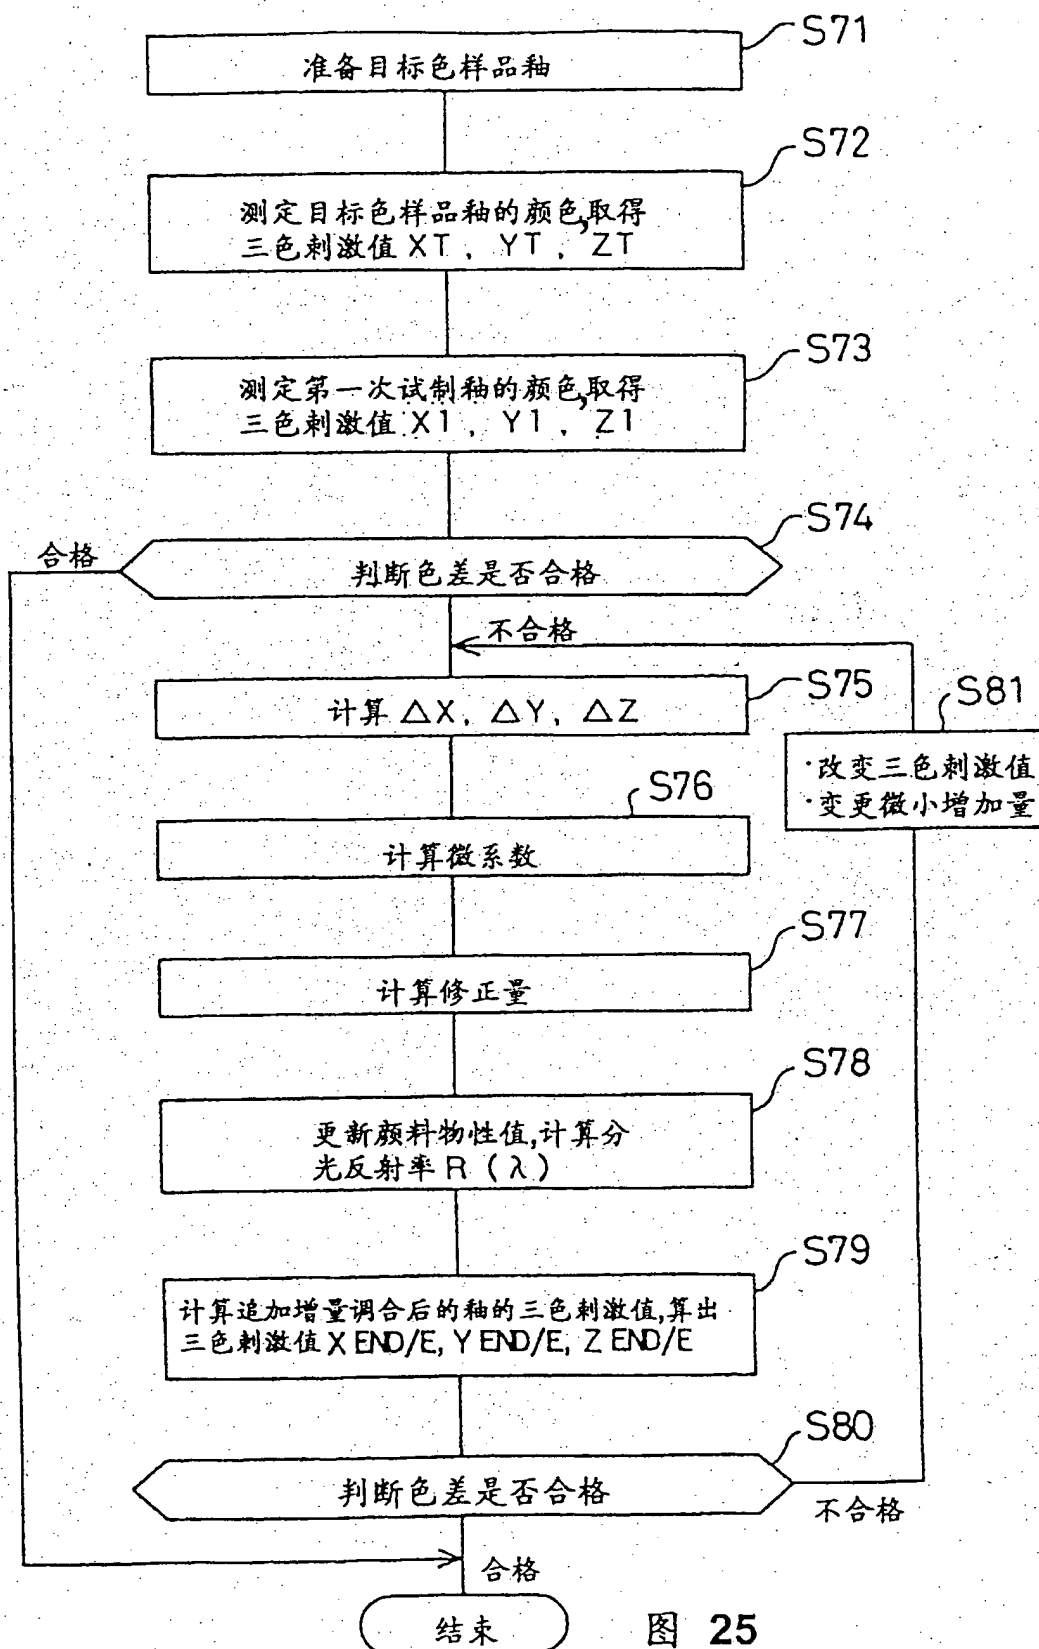 S71
准备目标色样品釉
S72
测定目标色样品釉的颜色,取得
三色刺激值 XT, YT, ZT
S73
测定第一次试制釉的颜色,取得
三色刺激值 X1, Y1, Z1
S74
合格
判断色差是否合格
不合格
S75
计算 △X, △Y, △Z
S81
·改变三色刺激值
·变更微小增加量
S76
计算微系数
S77
计算修正量
S78
更新颜料物性值,计算分
光反射率 R (λ)
S79
计算追加增量调合后的釉的三色刺激值,算出
三色刺激值 X END/E, Y END/E, Z END/E
S80
判断色差是否合格
不合格
合格
结束
图 25